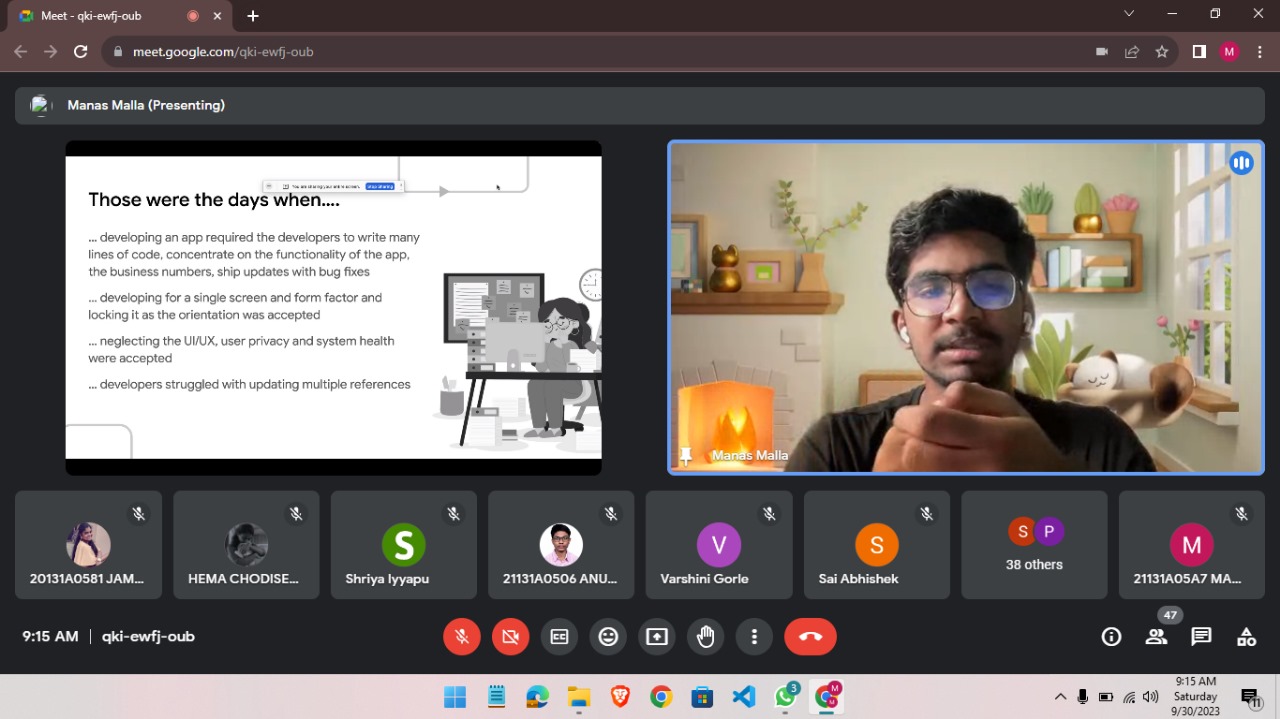 Meet - qki-ewfj-oub
meet.google.com/qki-ewfj-oub
M
Manas Malla (Presenting)
You are sharing your entire screen.
Stop sharing
Those were the days when....
... developing an app required the developers to write many
lines of code, concentrate on the functionality of the app,
the business numbers, ship updates with bug fixes
... developing for a single screen and form factor and
locking it as the orientation was accepted
... neglecting the UI/UX, user privacy and system health
were accepted
... developers struggled with updating multiple references
Manas Malla
20131A0581 JAM...
HEMA CHODISE...
S
Shriya Iyyapu
21131A0506 ANU...
V
Varshini Gorle
S
Sai Abhishek
S P
38 others
M
21131A05A7 MA...
9:15 AM | qki-ewfj-oub
47
3
M
M
9:15 AM
Saturday
9/30/2023
11